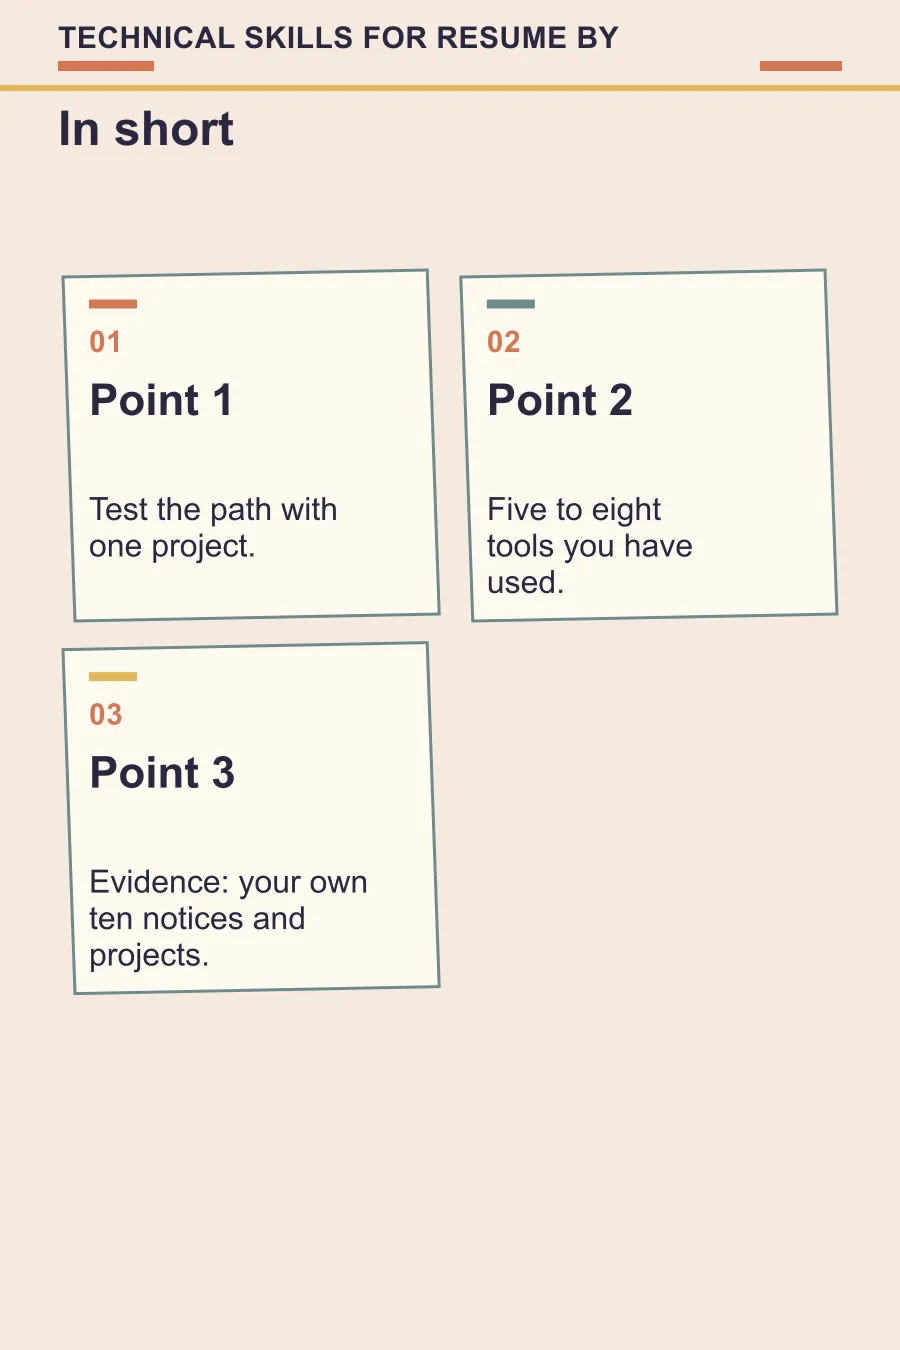 TECHNICAL SKILLS FOR RESUME BY
In short
01
Point 1
Test the path with
one project.
02
Point 2
Five to eight
tools you have
used.
03
Point 3
Evidence: your own
ten notices and
projects.